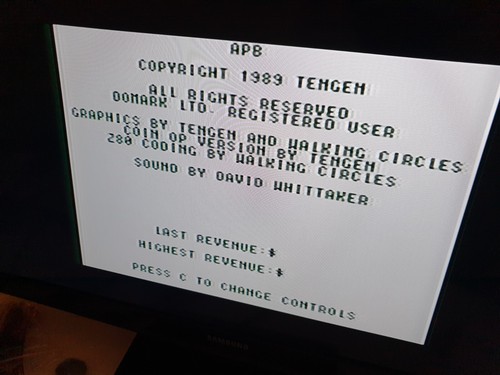 APB
COPYRIGHT 1989 TENGEN
ALL RIGHTS RESERVED
DOMARK LTD. REGISTERED USER
GRAPHICS BY TENGEN AND WALKING CIRCLES
COIN OP VERSION BY TENGEN
Z80 CODING BY WALKING CIRCLES
SOUND BY DAVID WHITTAKER
LAST REVENUE:$
HIGHEST REVENUE:$
PRESS C TO CHANGE CONTROLS